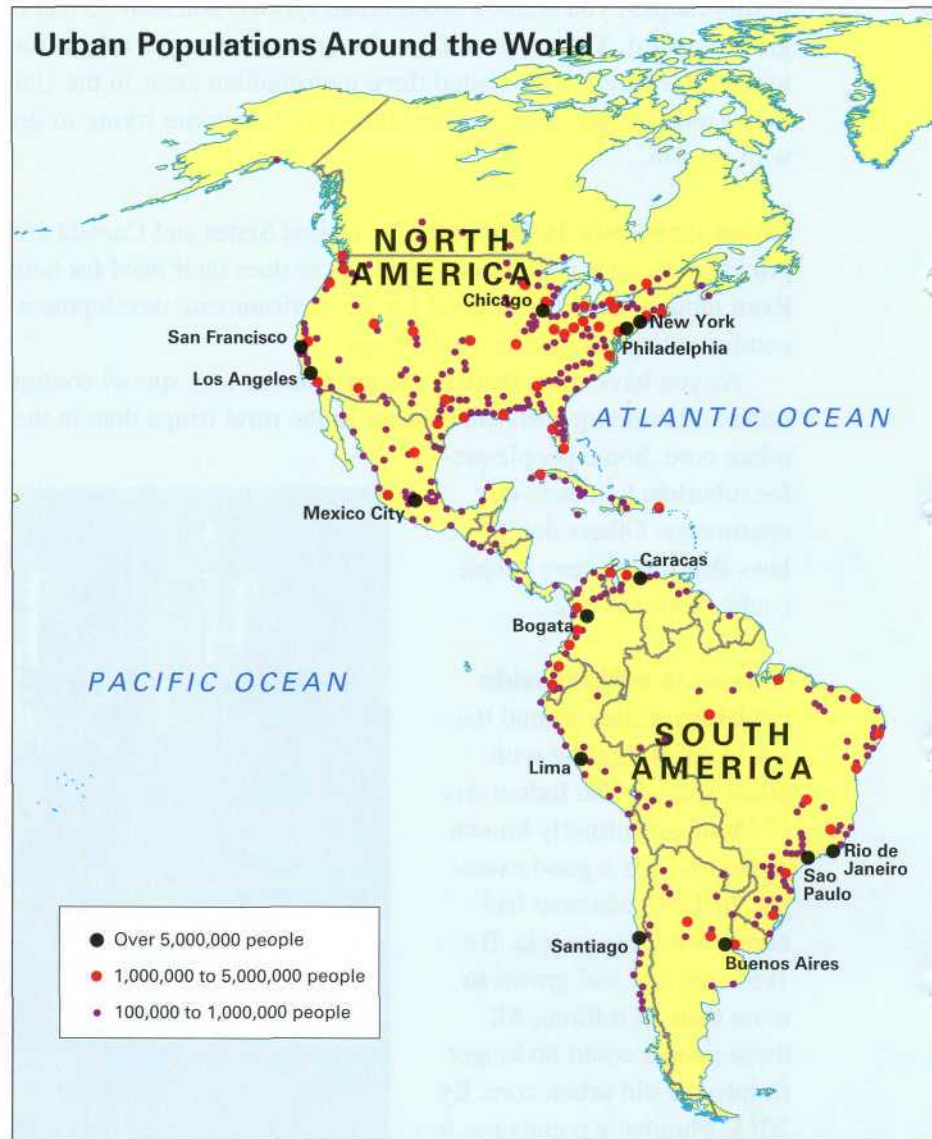 Urban Populations Around the World
NORTH
AMERICA
Chicago
San Francisco
New York
Philadelphia
Los Angeles
ATLANTIC OCEAN
Mexico City
Caracas
Bogata
PACIFIC OCEAN
SOUTH
AMERICA
Lima
Rio de
Janeiro
Sao
Paulo
Santiago
Buenos Aires
Over 5,000,000 people
1,000,000 to 5,000,000 people
100,000 to 1,000,000 people